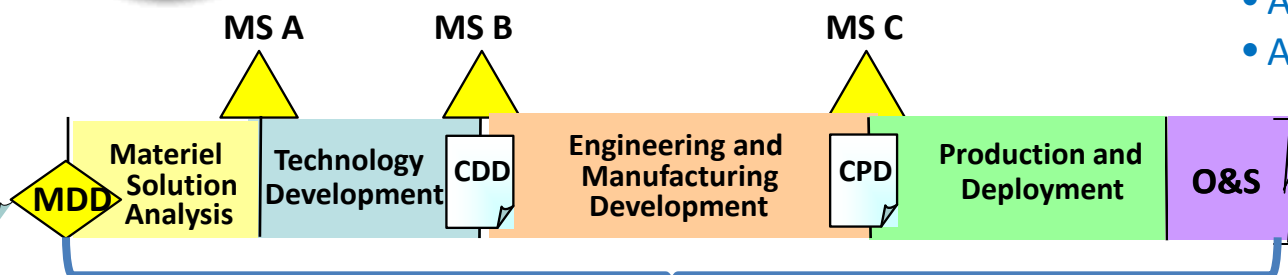 MS A
MS B
MS C
• A
• A
MDD
Materiel
Solution
Analysis
Technology
Development
CDD
Engineering and
Manufacturing
Development
CPD
Production and
Deployment
O&S